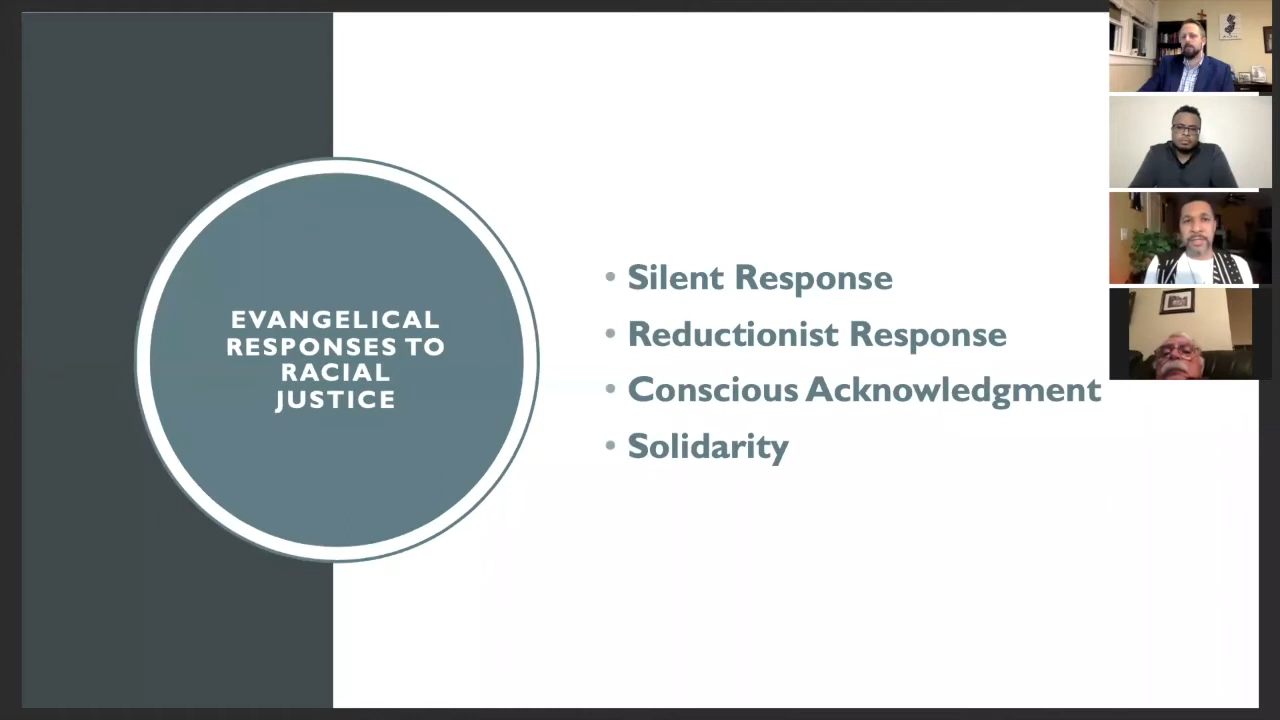 EVANGELICAL
RESPONSES TO
RACIAL
JUSTICE
• Silent Response
• Reductionist Response
• Conscious Acknowledgment
• Solidarity